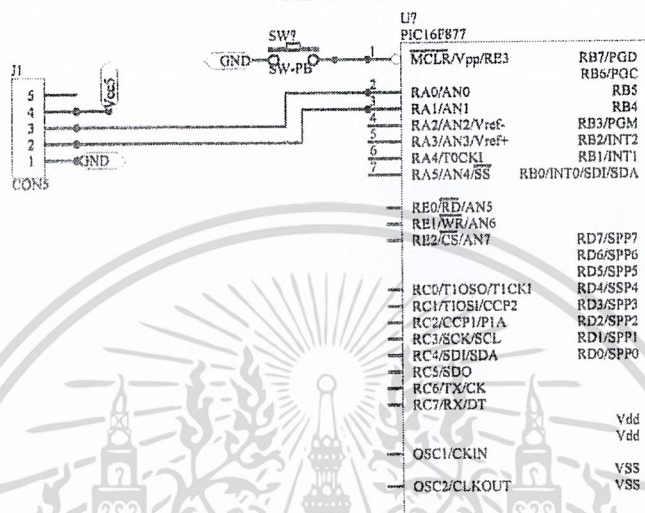 U?
PIC16F877
SW?
GND
SW-PB
1
MCLR/Vpp/RE3
RB7/PGD
RB6/PGC
J1
5
4
3
2
1
CON5
Vcc5
GND
2
RA0/AN0
RB5
3
RA1/AN1
RB4
4
RA2/AN2/Vref-
RB3/PGM
5
RA3/AN3/Vref+
RB2/INT2
6
RA4/T0CKI
RB1/INT1
7
RA5/AN4/SS
RB0/INT0/SDI/SDA
RE0/RD/AN5
RE1/WR/AN6
RE2/CS/AN7
RD7/SPP7
RD6/SPP6
RD5/SPP5
RC0/T1OSO/T1CKI
RD4/SSP4
RC1/TIOSI/CCP2
RD3/SPP3
RC2/CCP1/P1A
RD2/SPP2
RC3/SCK/SCL
RD1/SPP1
RC4/SDI/SDA
RD0/SPP0
RC5/SDO
RC6/TX/CK
RC7/RX/DT
Vdd
Vdd
OSC1/CKIN
VSS
OSC2/CLKOUT
VSS